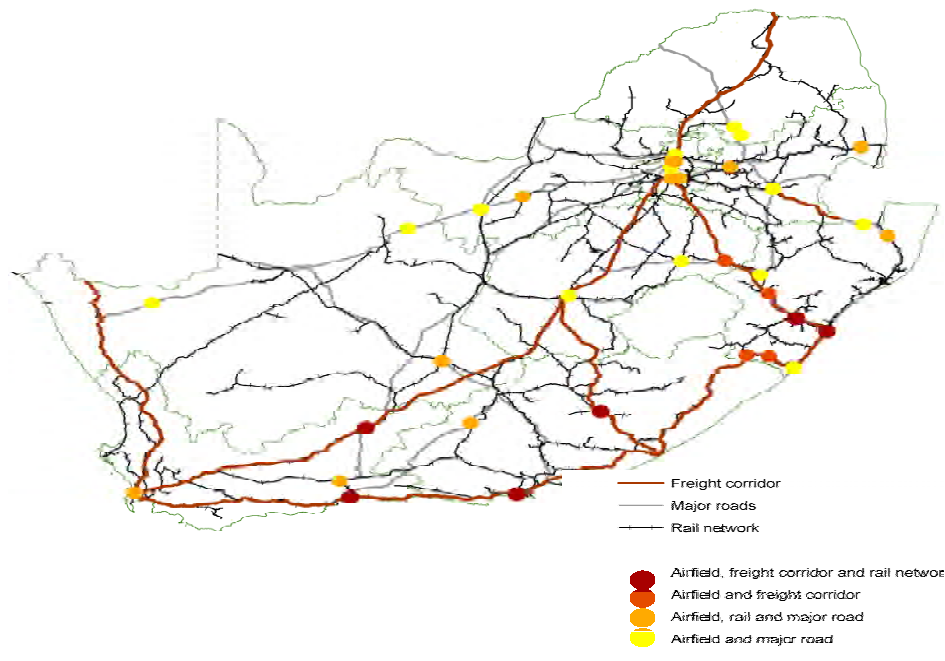 Freight corridor
Major roads
Rail network
Airfield, freight corridor and rail networ
Airfield and freight corridor
Airfield, rail and major road
Airfield and major road